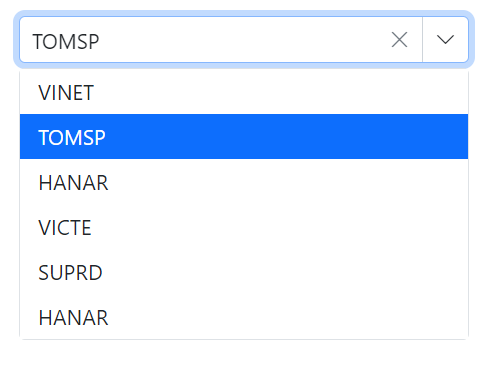 TOMSP
VINET
TOMSP
HANAR
VICTE
SUPRD
HANAR